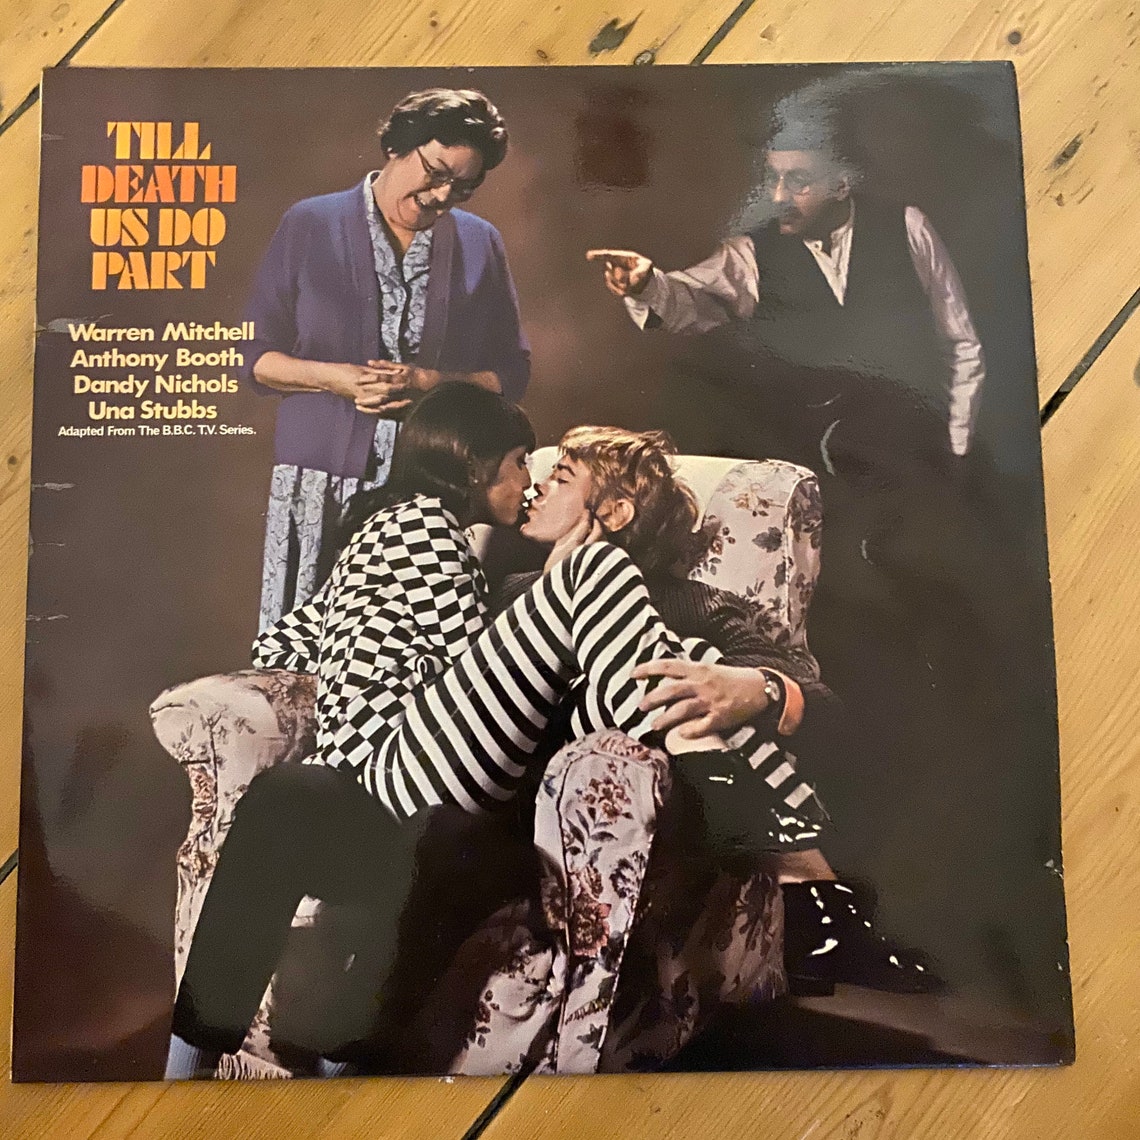 TILL
DEATH
US DO
PART
Warren Mitchell
Anthony Booth
Dandy Nichols
Una Stubbs
Adapted From The B.B.C. T.V. Series.